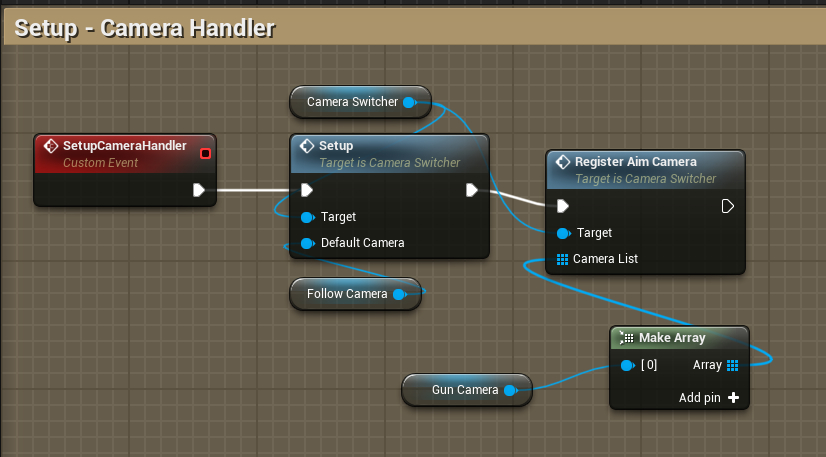 Setup - Camera Handler
Camera Switcher
SetupCameraHandler
Custom Event
Setup
Target is Camera Switcher
Target
Default Camera
Follow Camera
Register Aim Camera
Target is Camera Switcher
Target
Camera List
Make Array
[ 0]
Array
Add pin
Gun Camera